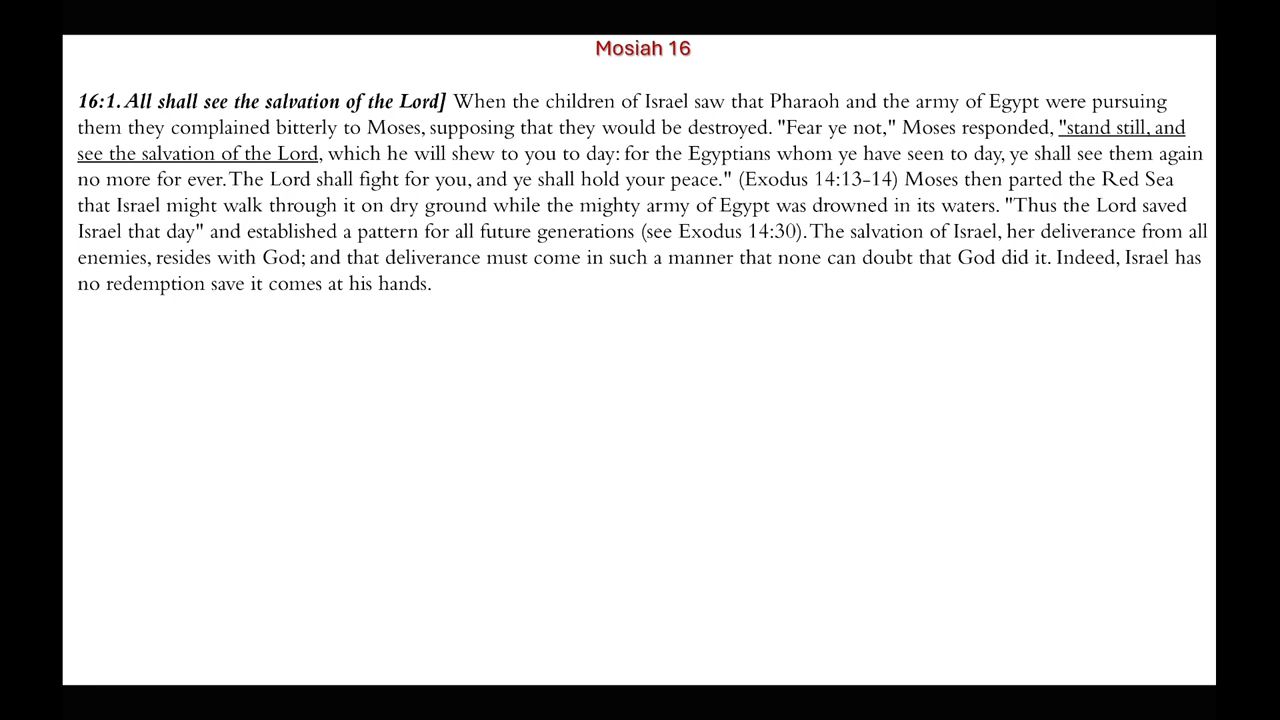 Mosiah 16
16:1. All shall see the salvation of the Lord] When the children of Israel saw that Pharaoh and the army of Egypt were pursuing
them they complained bitterly to Moses, supposing that they would be destroyed. "Fear ye not," Moses responded, "stand still, and
see the salvation of the Lord, which he will shew to you to day: for the Egyptians whom ye have seen to day, ye shall see them again
no more for ever. The Lord shall fight for you, and ye shall hold your peace." (Exodus 14:13-14) Moses then parted the Red Sea
that Israel might walk through it on dry ground while the mighty army of Egypt was drowned in its waters. "Thus the Lord saved
Israel that day" and established a pattern for all future generations (see Exodus 14:30). The salvation of Israel, her deliverance from all
enemies, resides with God; and that deliverance must come in such a manner that none can doubt that God did it. Indeed, Israel has
no redemption save it comes at his hands.